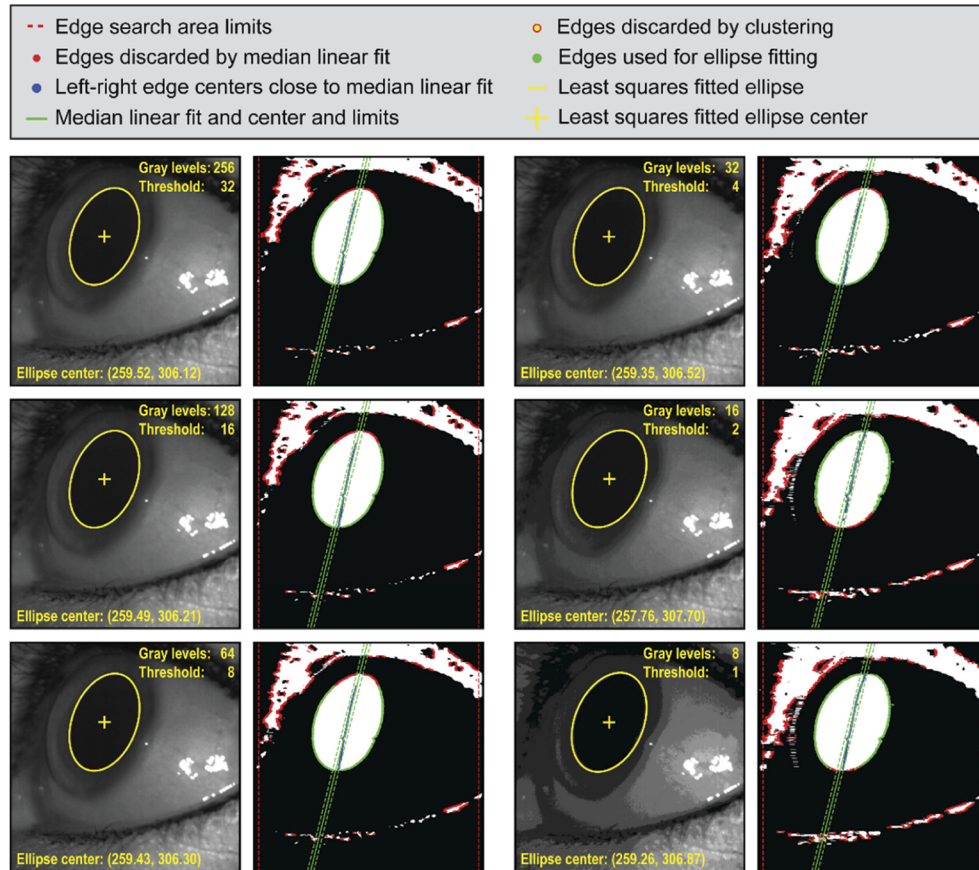 Edge search area limits
Edges discarded by median linear fit
Left-right edge centers close to median linear fit
Median linear fit and center and limits
Edges discarded by clustering
Edges used for ellipse fitting
Least squares fitted ellipse
Least squares fitted ellipse center
Gray levels: 256
Threshold: 32
Ellipse center: (259.52, 306.12)
Gray levels: 32
Threshold: 4
Ellipse center: (259.35, 306.52)
Gray levels: 128
Threshold: 16
Ellipse center: (259.49, 306.21)
Gray levels: 16
Threshold: 2
Ellipse center: (257.76, 307.70)
Gray levels: 64
Threshold: 8
Ellipse center: (259.43, 306.30)
Gray levels: 8
Threshold: 1
Ellipse center: (259.26, 306.87)